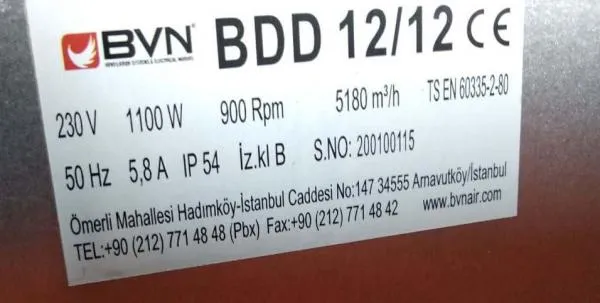 BVN BDD 12/12 CE
VENTILATION SYSTEMS & ELECTRICAL MOTORS
230 V 1100 W 900 Rpm 5180 m³/h TS EN 60335-2-80
50 Hz 5,8 A IP 54 İz.kl B S.NO: 200100115
Ömerli Mahallesi Hadımköy-İstanbul Caddesi No:147 34555 Arnavutköy/İstanbul
TEL:+90 (212) 771 48 48 (Pbx) Fax:+90 (212) 771 48 42 www.bvnair.com